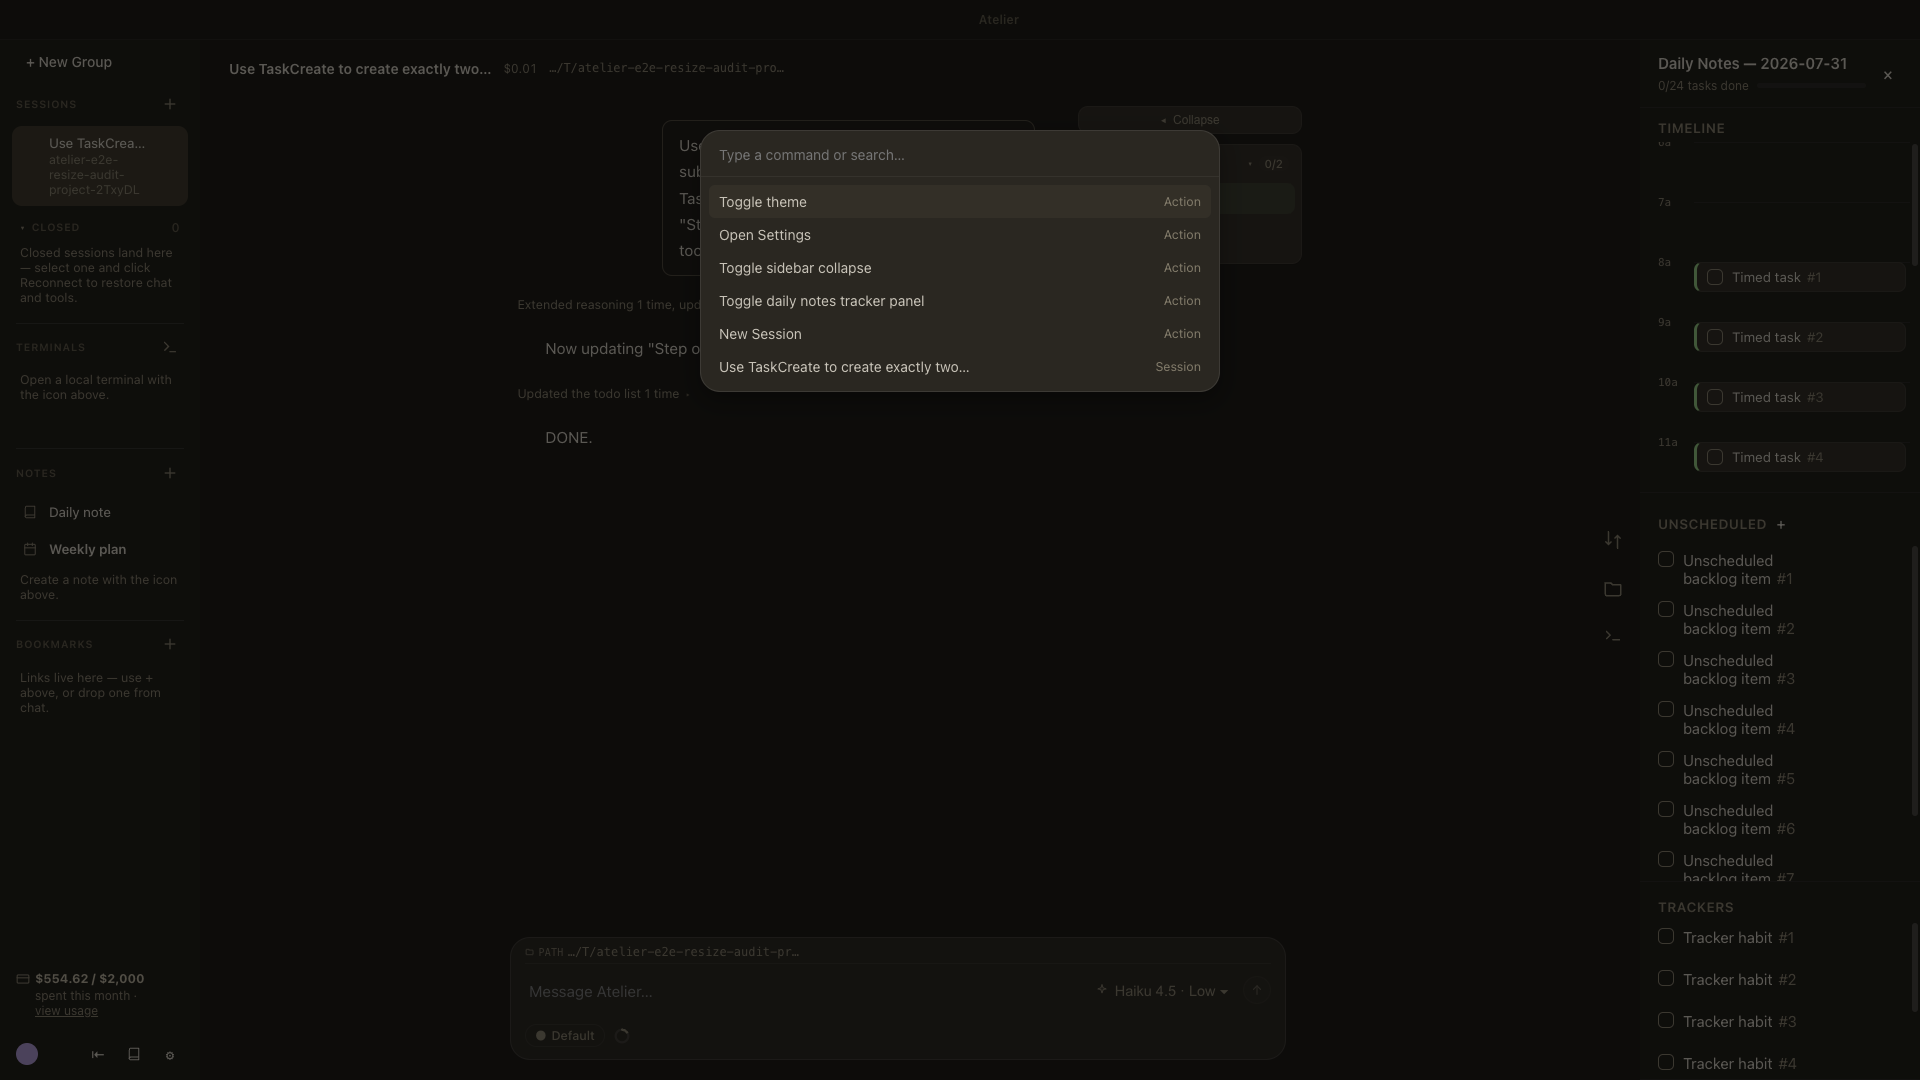 Atelier
+ New Group
SESSIONS
Use TaskCrea...
atelier-e2e-
resize-audit-
project-2TxyDL
CLOSED 0
Closed sessions land here
— select one and click
Reconnect to restore chat
and tools.
TERMINALS
Open a local terminal with
the icon above.
NOTES
Daily note
Weekly plan
Create a note with the icon
above.
BOOKMARKS
Links live here — use +
above, or drop one from
chat.
$554.62 / $2,000
spent this month ·
view usage
Use TaskCreate to create exactly two... $0.01 …/T/atelier-e2e-resize-audit-pro…
Collapse
0/2
Type a command or search...
Toggle theme Action
Open Settings Action
Toggle sidebar collapse Action
Toggle daily notes tracker panel Action
New Session Action
Use TaskCreate to create exactly two... Session
Extended reasoning 1 time, upd
Now updating "Step o
Updated the todo list 1 time
DONE.
PATH …/T/atelier-e2e-resize-audit-pr…
Message Atelier...
Haiku 4.5 · Low
Default
Daily Notes — 2026-07-31
0/24 tasks done
TIMELINE
7a
8a
Timed task #1
9a
Timed task #2
10a
Timed task #3
11a
Timed task #4
UNSCHEDULED +
Unscheduled
backlog item #1
Unscheduled
backlog item #2
Unscheduled
backlog item #3
Unscheduled
backlog item #4
Unscheduled
backlog item #5
Unscheduled
backlog item #6
Unscheduled
backlog item #7
TRACKERS
Tracker habit #1
Tracker habit #2
Tracker habit #3
Tracker habit #4